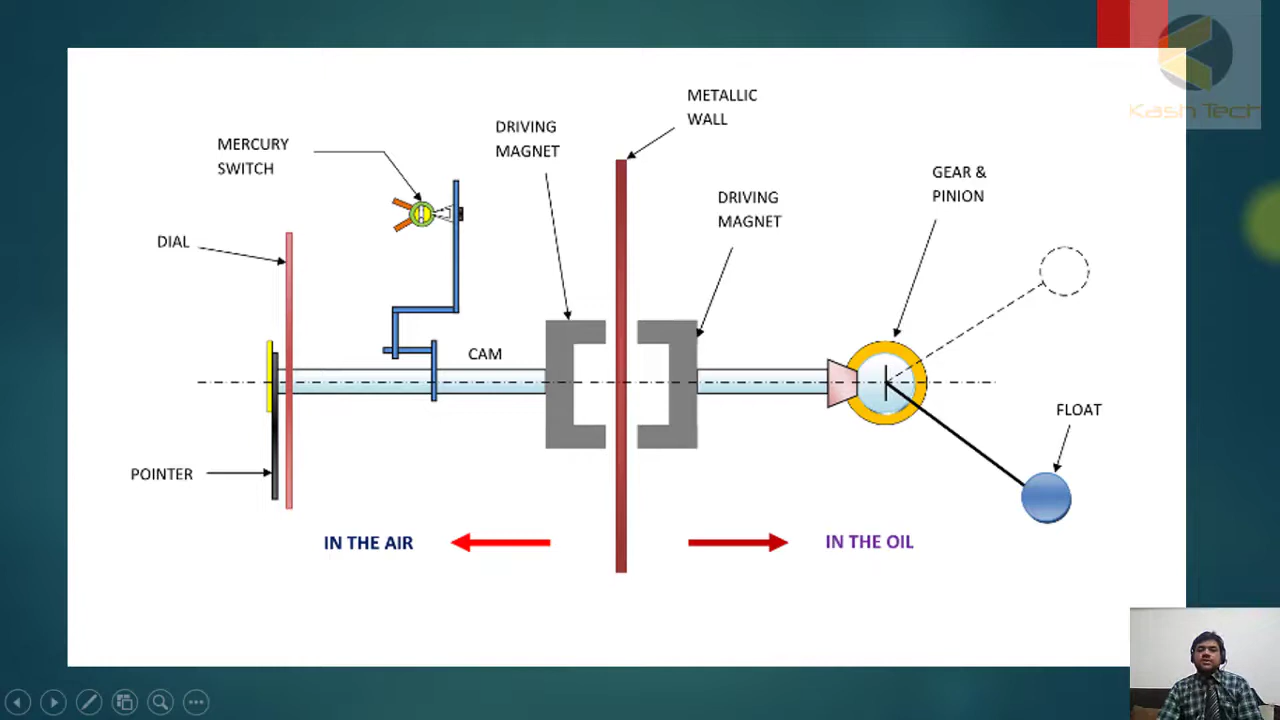 Kash Tech
METALLIC
WALL
DRIVING
MAGNET
MERCURY
SWITCH
GEAR &
PINION
DRIVING
MAGNET
DIAL
CAM
FLOAT
POINTER
IN THE AIR
IN THE OIL